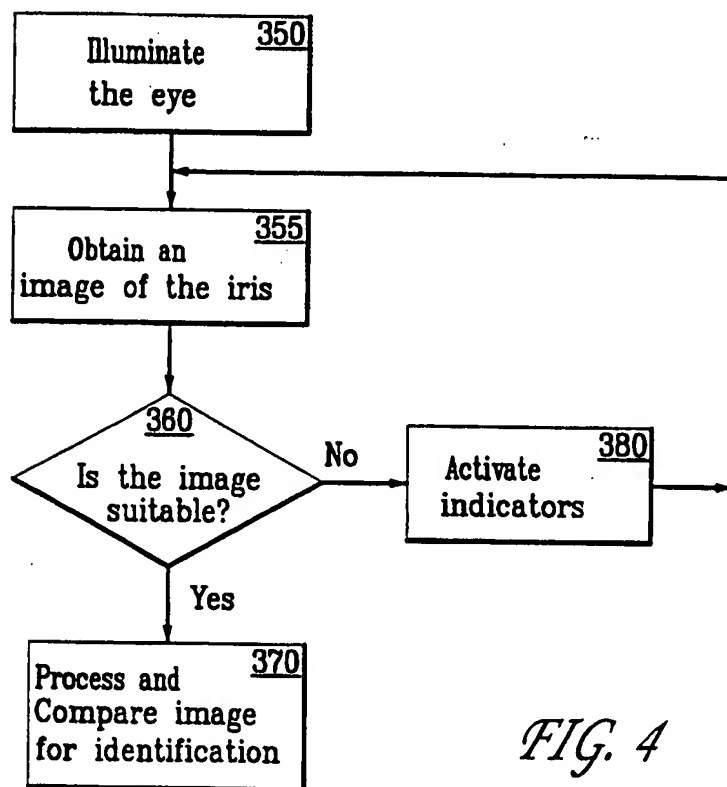 350
Illuminate
the eye
355
Obtain an
image of the iris
360
Is the image
suitable?
No
380
Activate
indicators
Yes
370
Process and
Compare image
for identification
FIG. 4